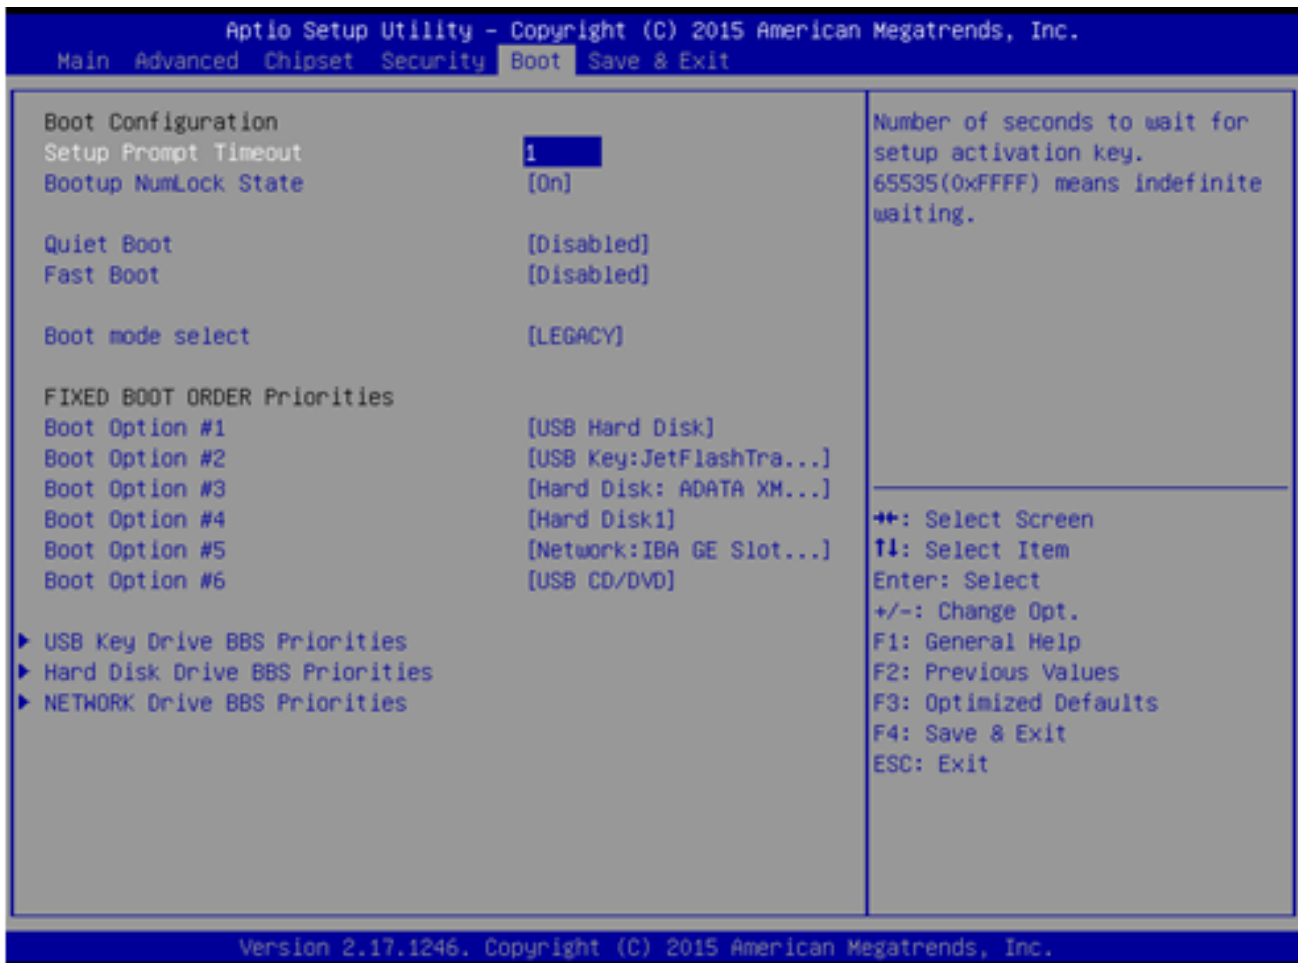 Aptio Setup Utility – Copyright (C) 2015 American Megatrends, Inc.
Main Advanced Chipset Security Boot Save & Exit
Boot Configuration
Setup Prompt Timeout 1
Bootup NumLock State [On]
Quiet Boot [Disabled]
Fast Boot [Disabled]
Boot mode select [LEGACY]
FIXED BOOT ORDER Priorities
Boot Option #1 [USB Hard Disk]
Boot Option #2 [USB Key:JetFlashTra...]
Boot Option #3 [Hard Disk: ADATA XM...]
Boot Option #4 [Hard Disk1]
Boot Option #5 [Network:IBA GE Slot...]
Boot Option #6 [USB CD/DVD]
USB Key Drive BBS Priorities
Hard Disk Drive BBS Priorities
NETWORK Drive BBS Priorities
Number of seconds to wait for
setup activation key.
65535(0xFFFF) means indefinite
waiting.
→←: Select Screen
↑↓: Select Item
Enter: Select
+/-: Change Opt.
F1: General Help
F2: Previous Values
F3: Optimized Defaults
F4: Save & Exit
ESC: Exit
Version 2.17.1246. Copyright (C) 2015 American Megatrends, Inc.